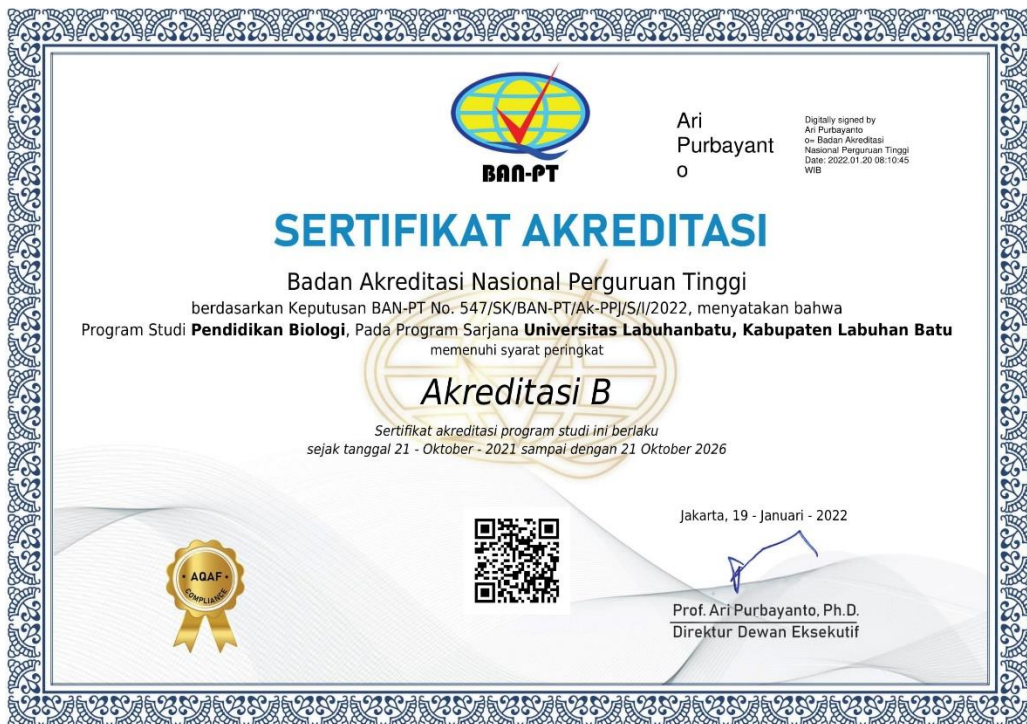 BAN-PT
Ari
Purbayant
o
Digitally signed by
Ari Purbayanto
o= Badan Akreditasi
Nasional Perguruan Tinggi
Date: 2022.01.20 08:10:45
WIB
SERTIFIKAT AKREDITASI
Badan Akreditasi Nasional Perguruan Tinggi
berdasarkan Keputusan BAN-PT No. 547/SK/BAN-PT/Ak-PPJ/S/I/2022, menyatakan bahwa
Program Studi Pendidikan Biologi, Pada Program Sarjana Universitas Labuhanbatu, Kabupaten Labuhan Batu
memenuhi syarat peringkat
Akreditasi B
Sertifikat akreditasi program studi ini berlaku
sejak tanggal 21 - Oktober - 2021 sampai dengan 21 Oktober 2026
Jakarta, 19 - Januari - 2022
AQAF
COMPLIANCE
Prof. Ari Purbayanto, Ph.D.
Direktur Dewan Eksekutif